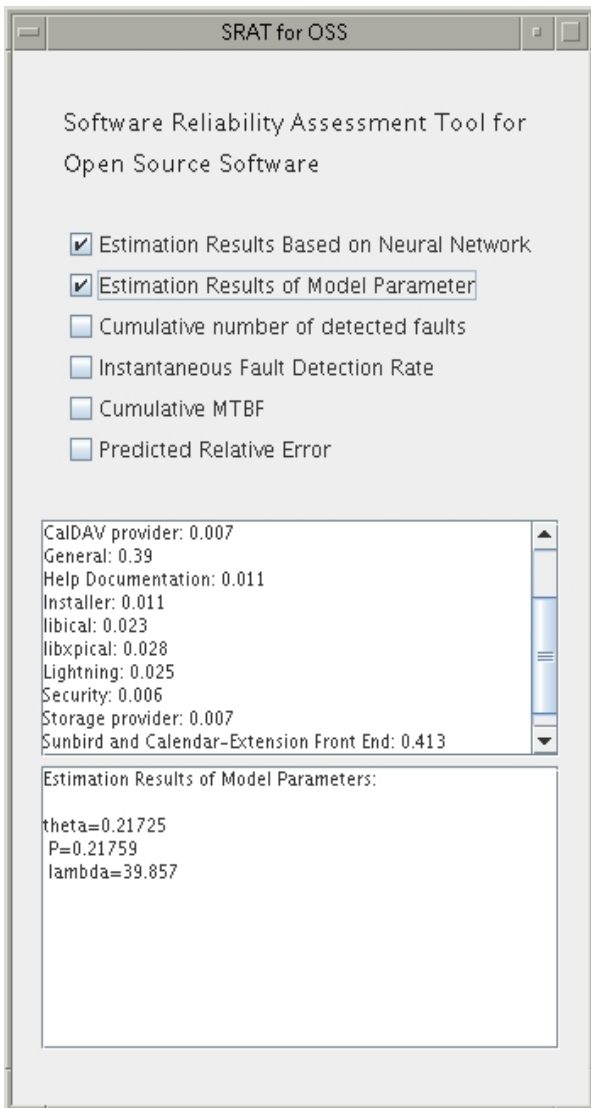 SRAT for OSS
Software Reliability Assessment Tool for
Open Source Software
Estimation Results Based on Neural Network
Estimation Results of Model Parameter
Cumulative number of detected faults
Instantaneous Fault Detection Rate
Cumulative MTBF
Predicted Relative Error
CalDAV provider: 0.007
General: 0.39
Help Documentation: 0.011
Installer: 0.011
libical: 0.023
libxpical: 0.028
Lightning: 0.025
Security: 0.006
Storage provider: 0.007
Sunbird and Calendar-Extension Front End: 0.413
Estimation Results of Model Parameters:
theta=0.21725
P=0.21759
lambda=39.857